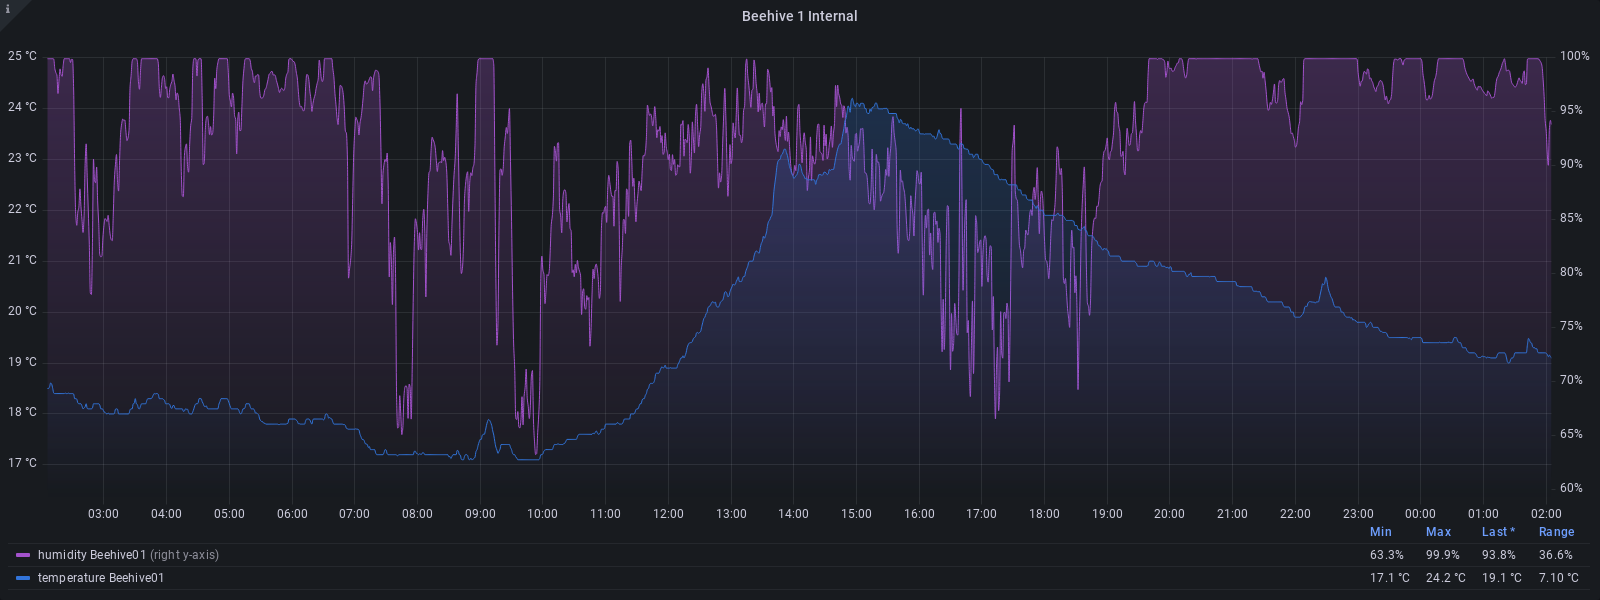 i
Beehive 1 Internal
25 °C 100%
24 °C 95%
23 °C 90%
22 °C 85%
21 °C 80%
20 °C 75%
19 °C 70%
18 °C 65%
17 °C 60%
03:00 04:00 05:00 06:00 07:00 08:00 09:00 10:00 11:00 12:00 13:00 14:00 15:00 16:00 17:00 18:00 19:00 20:00 21:00 22:00 23:00 00:00 01:00 02:00
Min Max Last * Range
humidity Beehive01 (right y-axis) 63.3% 99.9% 93.8% 36.6%
temperature Beehive01 17.1 °C 24.2 °C 19.1 °C 7.10 °C